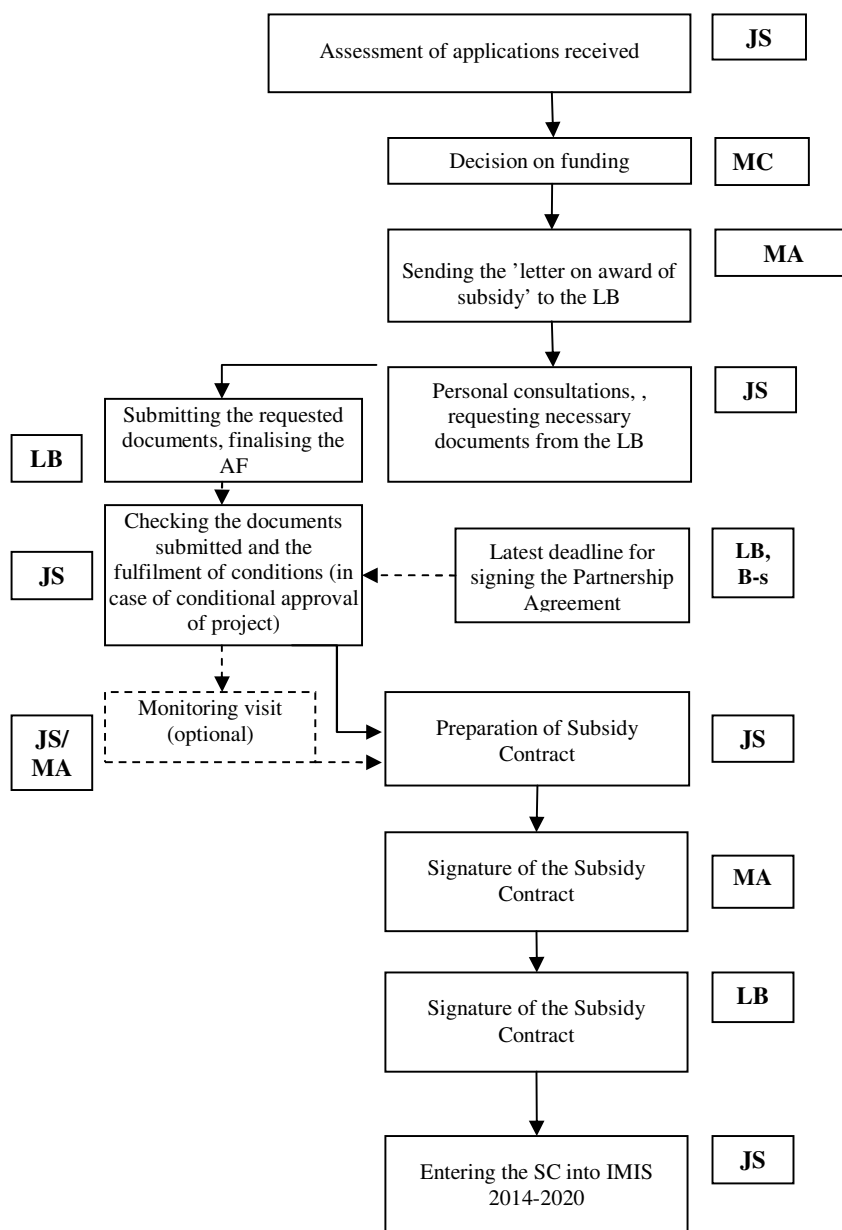 Assessment of applications received
JS
Decision on funding
MC
Sending the ’letter on award of
subsidy’ to the LB
MA
Personal consultations, ,
requesting necessary
documents from the LB
JS
Submitting the requested
documents, finalising the
AF
LB
Checking the documents
submitted and the
fulfilment of conditions (in
case of conditional approval
of project)
JS
Latest deadline for
signing the Partnership
Agreement
LB,
B-s
Monitoring visit
(optional)
JS/
MA
Preparation of Subsidy
Contract
JS
Signature of the Subsidy
Contract
MA
Signature of the Subsidy
Contract
LB
Entering the SC into IMIS
2014-2020
JS